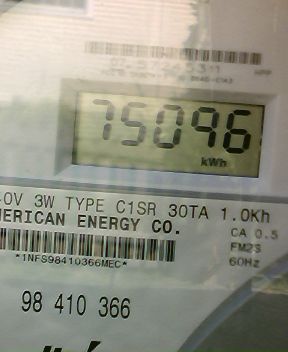 75096
kWh
0V 3W TYPE C1SR 30TA 1.0Kh
ERICAN ENERGY CO.
CA 0.5
FM2S
60Hz
*1NFS98410366MEC*
98 410 366